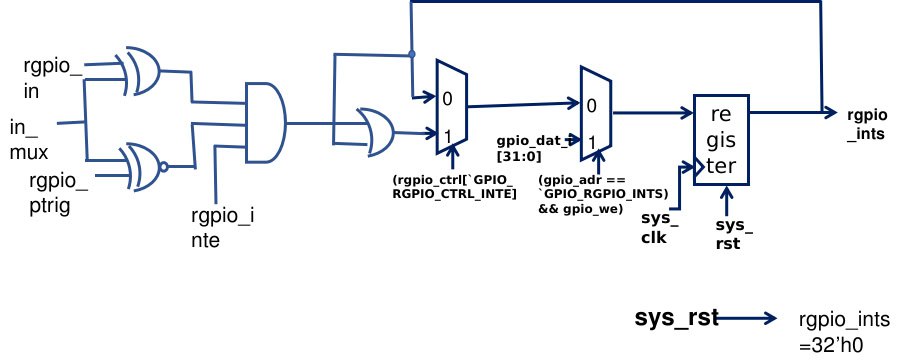 rgpio_
in
in_
mux
rgpio_
ptrig
rgpio_i
nte
0
1
(rgpio_ctrl[`GPIO_
RGPIO_CTRL_INTE]
gpio_dat_
[31:0]
0
1
(gpio_adr ==
`GPIO_RGPIO_INTS)
&& gpio_we)
re
gis
ter
sys_
clk
sys_
rst
rgpio
_ints
sys_rst
rgpio_ints
=32’h0